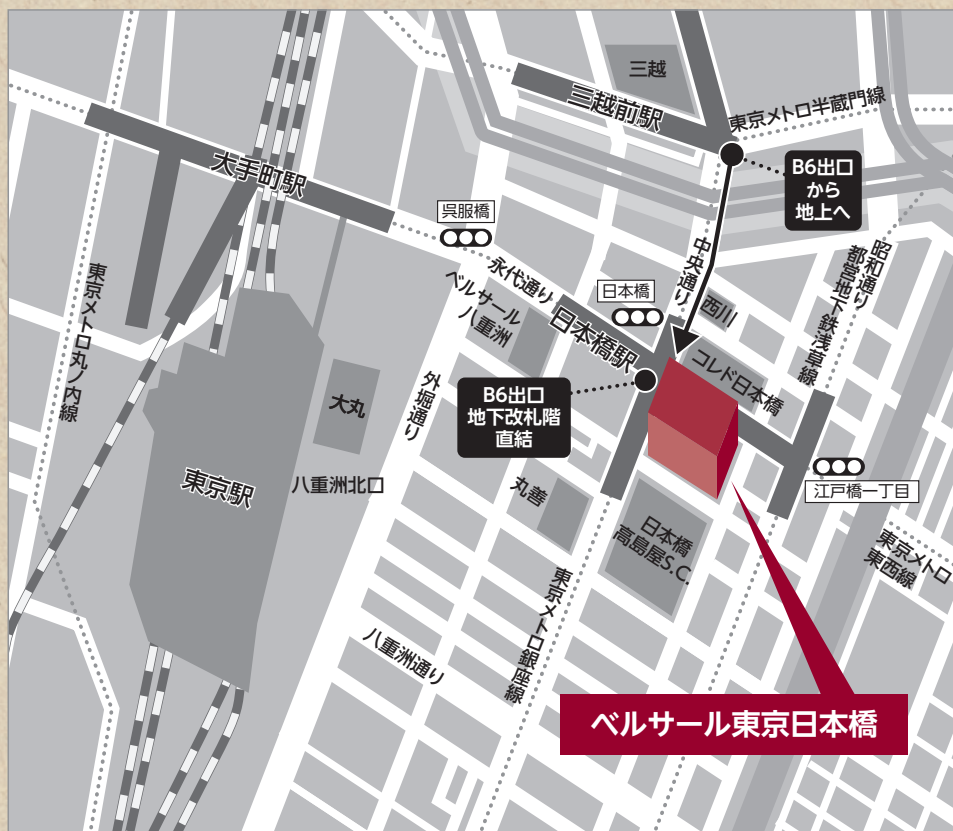 三越
三越前駅
東京メトロ半蔵門線
B6出口
から
地上へ
大手町駅
呉服橋
中央通り
昭和通り
都営地下鉄浅草線
永代通り
日本橋
西川
ベルサール
八重洲
日本橋駅
コレド日本橋
東京メトロ丸ノ内線
外堀通り
大丸
B6出口
地下改札階
直結
東京駅
八重洲北口
丸善
江戸橋一丁目
日本橋
高島屋S.C.
東京メトロ
東西線
東京メトロ銀座線
八重洲通り
ベルサール東京日本橋